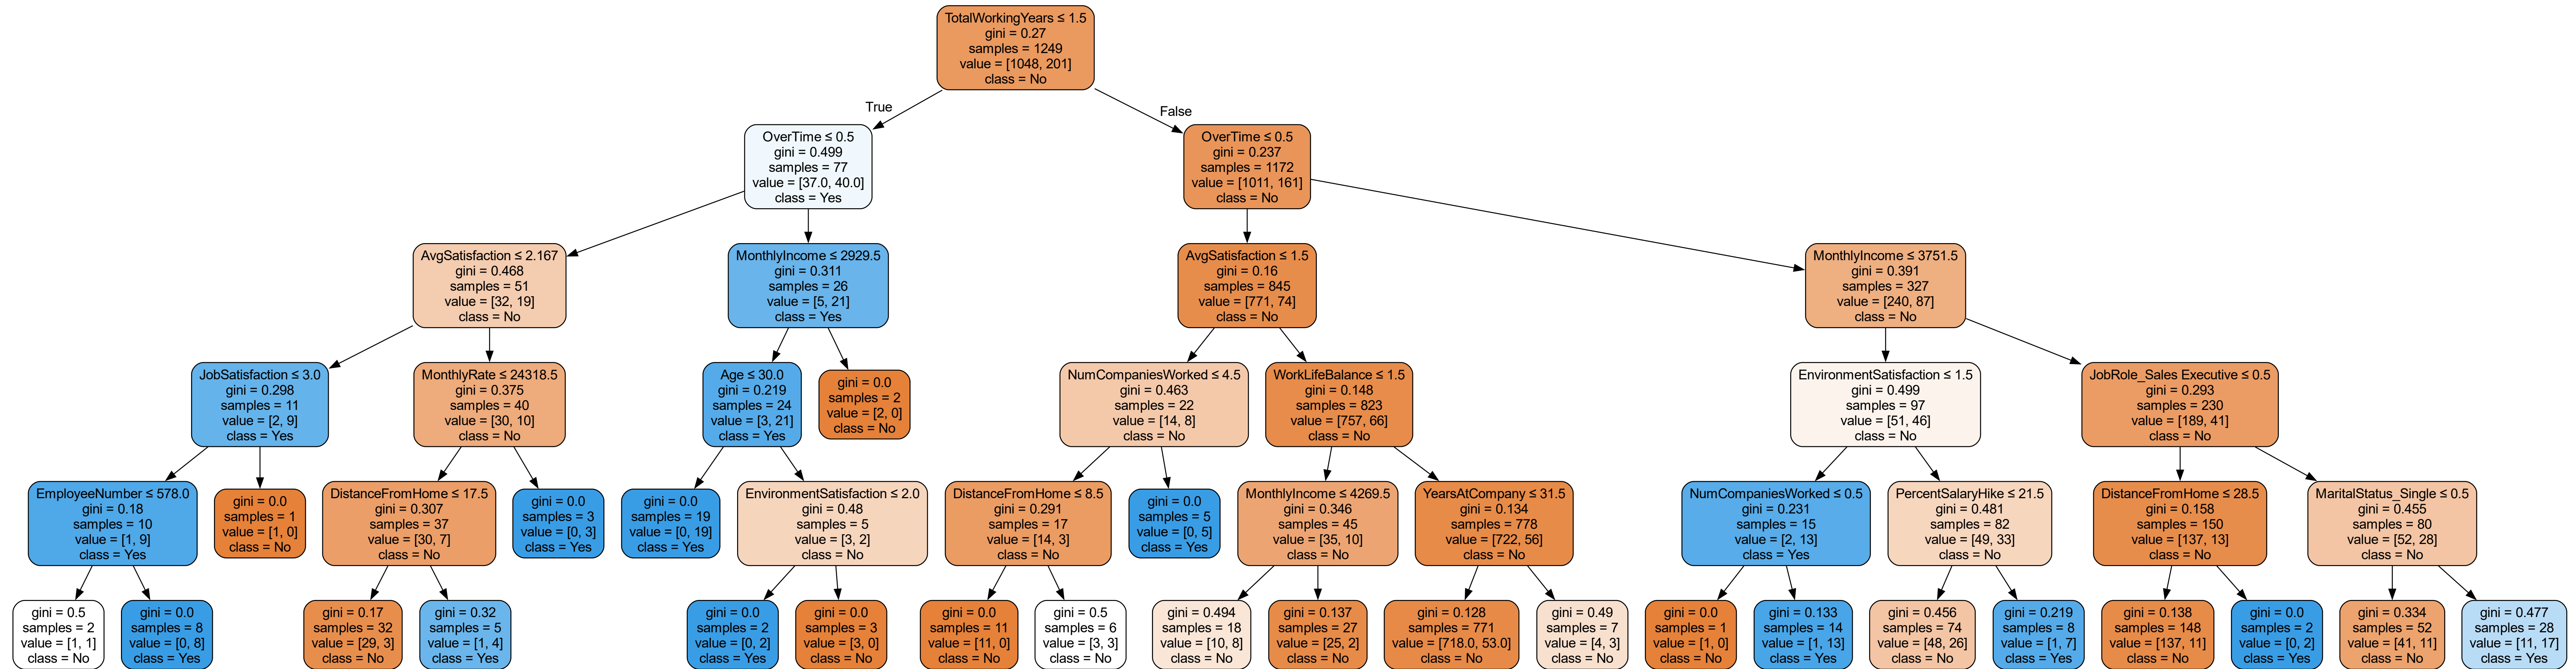 TotalWorkingYears ≤ 1.5
gini = 0.27
samples = 1249
value = [1048, 201]
class = No
True
False
OverTime ≤ 0.5
gini = 0.499
samples = 77
value = [37.0, 40.0]
class = Yes
OverTime ≤ 0.5
gini = 0.237
samples = 1172
value = [1011, 161]
class = No
AvgSatisfaction ≤ 2.167
gini = 0.468
samples = 51
value = [32, 19]
class = No
MonthlyIncome ≤ 2929.5
gini = 0.311
samples = 26
value = [5, 21]
class = Yes
AvgSatisfaction ≤ 1.5
gini = 0.16
samples = 845
value = [771, 74]
class = No
MonthlyIncome ≤ 3751.5
gini = 0.391
samples = 327
value = [240, 87]
class = No
JobSatisfaction ≤ 3.0
gini = 0.298
samples = 11
value = [2, 9]
class = Yes
MonthlyRate ≤ 24318.5
gini = 0.375
samples = 40
value = [30, 10]
class = No
Age ≤ 30.0
gini = 0.219
samples = 24
value = [3, 21]
class = Yes
gini = 0.0
samples = 2
value = [2, 0]
class = No
NumCompaniesWorked ≤ 4.5
gini = 0.463
samples = 22
value = [14, 8]
class = No
WorkLifeBalance ≤ 1.5
gini = 0.148
samples = 823
value = [757, 66]
class = No
EnvironmentSatisfaction ≤ 1.5
gini = 0.499
samples = 97
value = [51, 46]
class = No
JobRole_Sales Executive ≤ 0.5
gini = 0.293
samples = 230
value = [189, 41]
class = No
EmployeeNumber ≤ 578.0
gini = 0.18
samples = 10
value = [1, 9]
class = Yes
gini = 0.0
samples = 1
value = [1, 0]
class = No
DistanceFromHome ≤ 17.5
gini = 0.307
samples = 37
value = [30, 7]
class = No
gini = 0.0
samples = 3
value = [0, 3]
class = Yes
gini = 0.0
samples = 19
value = [0, 19]
class = Yes
EnvironmentSatisfaction ≤ 2.0
gini = 0.48
samples = 5
value = [3, 2]
class = No
DistanceFromHome ≤ 8.5
gini = 0.291
samples = 17
value = [14, 3]
class = No
gini = 0.0
samples = 5
value = [0, 5]
class = Yes
MonthlyIncome ≤ 4269.5
gini = 0.346
samples = 45
value = [35, 10]
class = No
YearsAtCompany ≤ 31.5
gini = 0.134
samples = 778
value = [722, 56]
class = No
NumCompaniesWorked ≤ 0.5
gini = 0.231
samples = 15
value = [2, 13]
class = Yes
PercentSalaryHike ≤ 21.5
gini = 0.481
samples = 82
value = [49, 33]
class = No
DistanceFromHome ≤ 28.5
gini = 0.158
samples = 150
value = [137, 13]
class = No
MaritalStatus_Single ≤ 0.5
gini = 0.455
samples = 80
value = [52, 28]
class = No
gini = 0.5
samples = 2
value = [1, 1]
class = No
gini = 0.0
samples = 8
value = [0, 8]
class = Yes
gini = 0.17
samples = 32
value = [29, 3]
class = No
gini = 0.32
samples = 5
value = [1, 4]
class = Yes
gini = 0.0
samples = 2
value = [0, 2]
class = Yes
gini = 0.0
samples = 3
value = [3, 0]
class = No
gini = 0.0
samples = 11
value = [11, 0]
class = No
gini = 0.5
samples = 6
value = [3, 3]
class = No
gini = 0.494
samples = 18
value = [10, 8]
class = No
gini = 0.137
samples = 27
value = [25, 2]
class = No
gini = 0.128
samples = 771
value = [718.0, 53.0]
class = No
gini = 0.49
samples = 7
value = [4, 3]
class = No
gini = 0.0
samples = 1
value = [1, 0]
class = No
gini = 0.133
samples = 14
value = [1, 13]
class = Yes
gini = 0.456
samples = 74
value = [48, 26]
class = No
gini = 0.219
samples = 8
value = [1, 7]
class = Yes
gini = 0.138
samples = 148
value = [137, 11]
class = No
gini = 0.0
samples = 2
value = [0, 2]
class = Yes
gini = 0.334
samples = 52
value = [41, 11]
class = No
gini = 0.477
samples = 28
value = [11, 17]
class = Yes